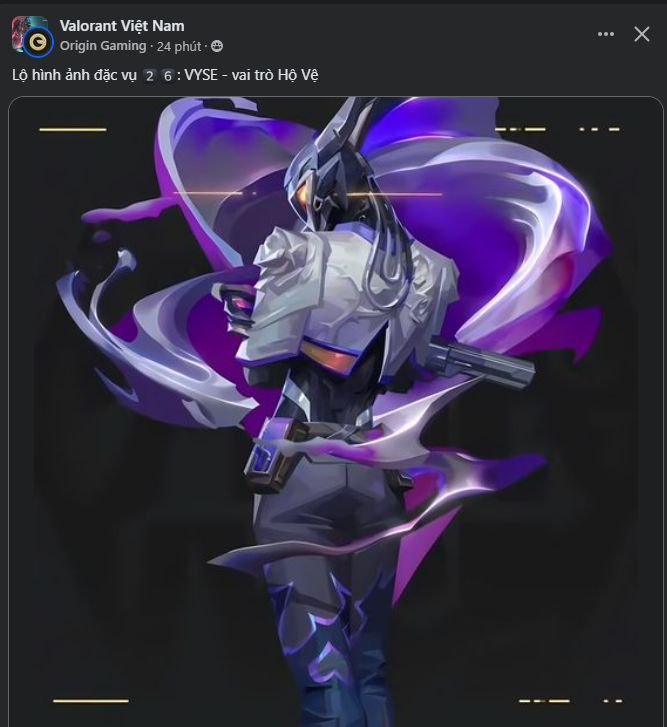 Valorant Việt Nam
Origin Gaming · 24 phút ·
Lộ hình ảnh đặc vụ 2 6 : VYSE - vai trò Hộ Vệ